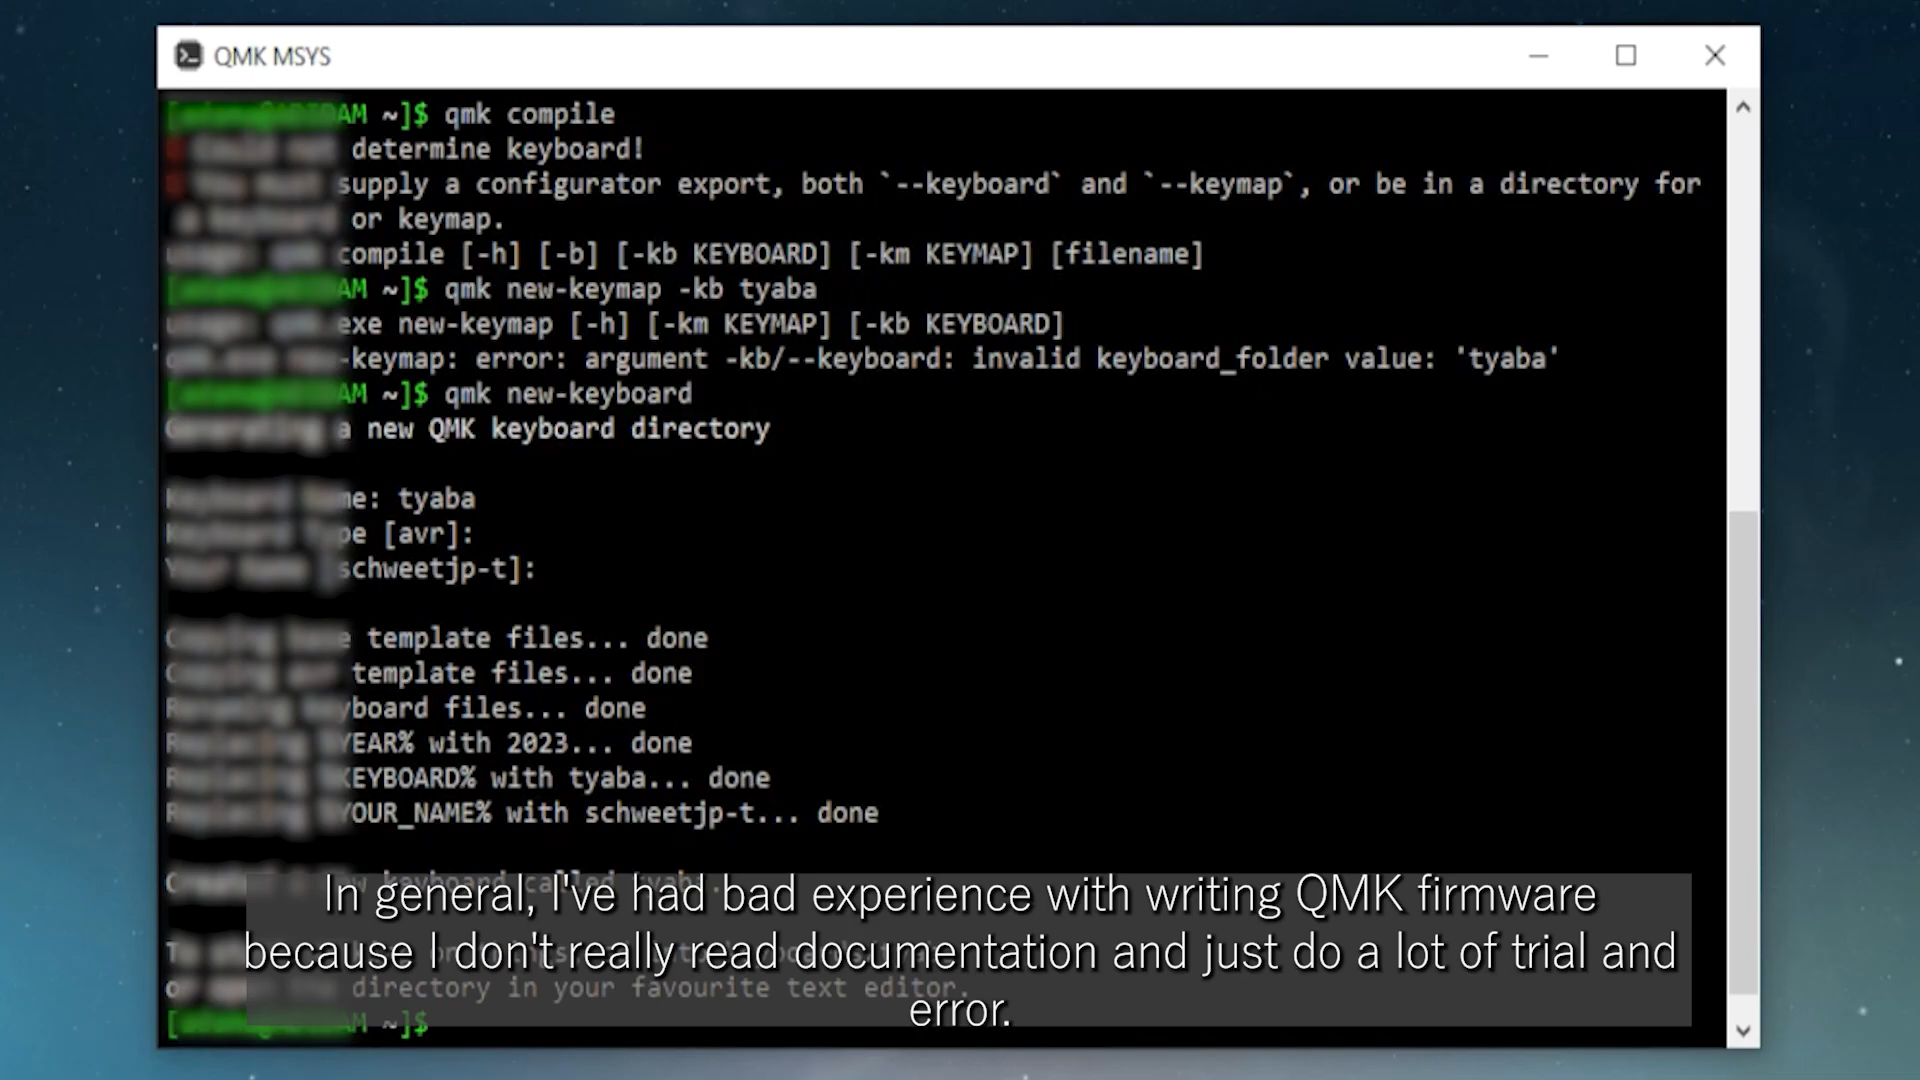 QMK MSYS
AM ~]$ qmk compile
determine keyboard!
supply a configurator export, both `--keyboard` and `--keymap`, or be in a directory for
or keymap.
compile [-h] [-b] [-kb KEYBOARD] [-km KEYMAP] [filename]
AM ~]$ qmk new-keymap -kb tyaba
exe new-keymap [-h] [-km KEYMAP] [-kb KEYBOARD]
-keymap: error: argument -kb/--keyboard: invalid keyboard_folder value: 'tyaba'
AM ~]$ qmk new-keyboard
a new QMK keyboard directory
me: tyaba
pe [avr]:
schweetjp-t]:
template files... done
template files... done
yboard files... done
YEAR% with 2023... done
KEYBOARD% with tyaba... done
YOUR_NAME% with schweetjp-t... done
keyboard called tyaba.
In general, I've had bad experience with writing QMK firmware
because I don't really read documentation and just do a lot of trial and
error.
directory in your favourite text editor.
AM ~]$